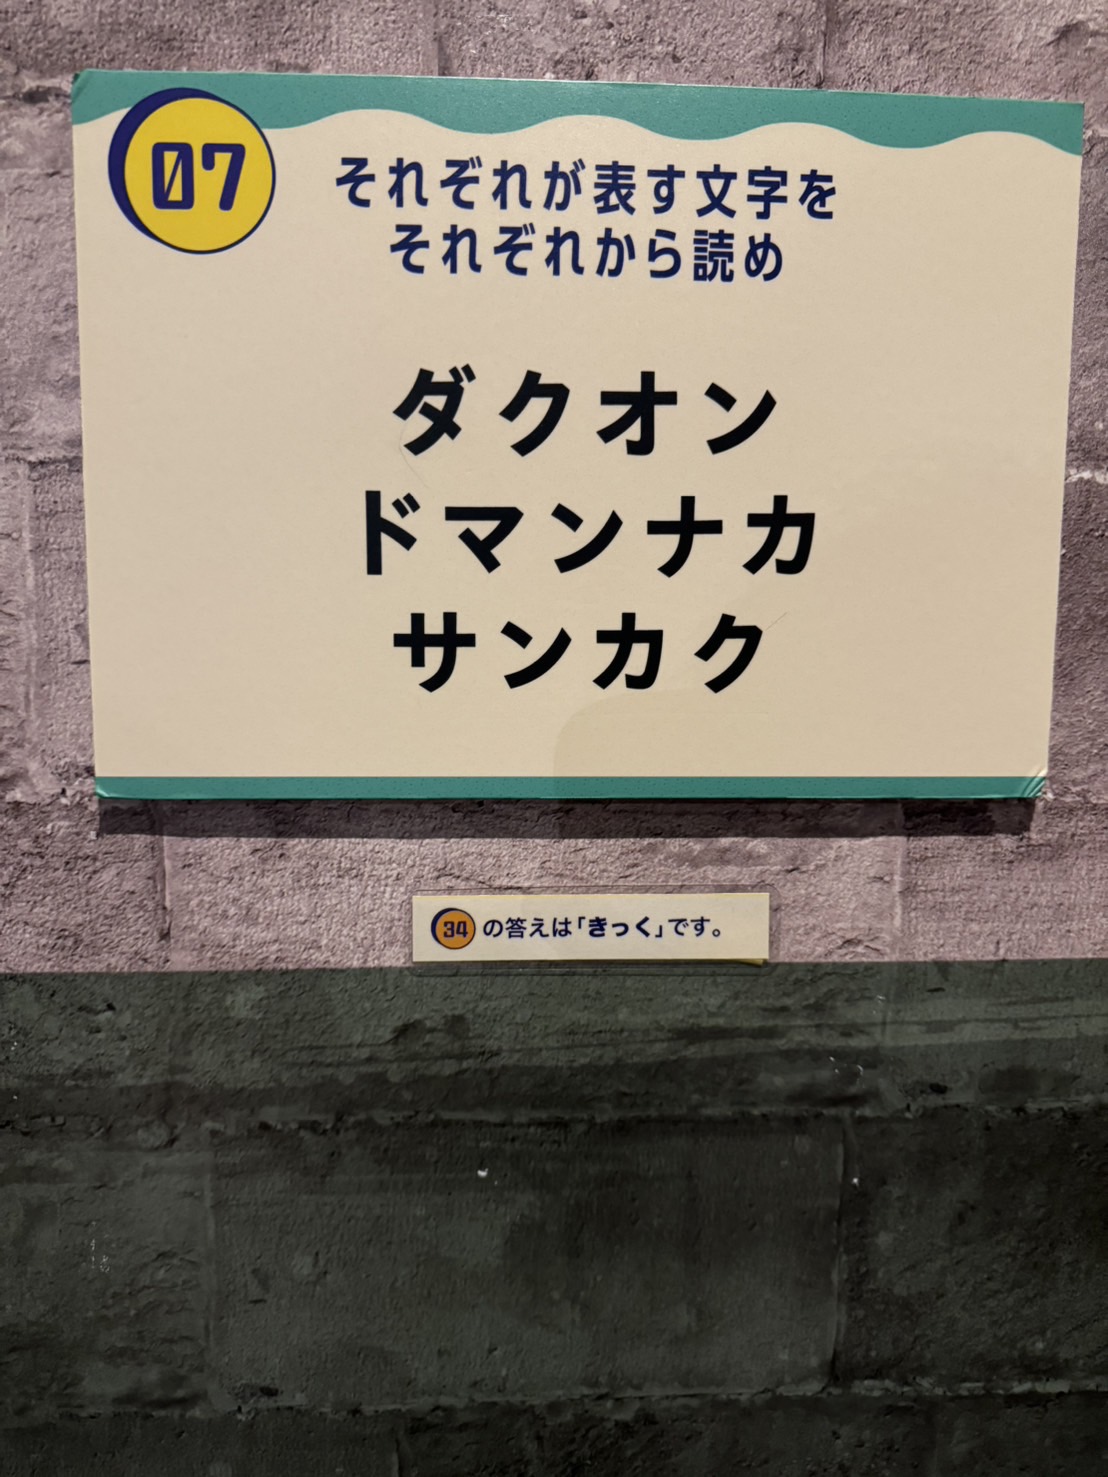 07
それぞれが表す文字を
それぞれから読め
ダクオン
ドマンナカ
サンカク
34の答えは「きっく」です。